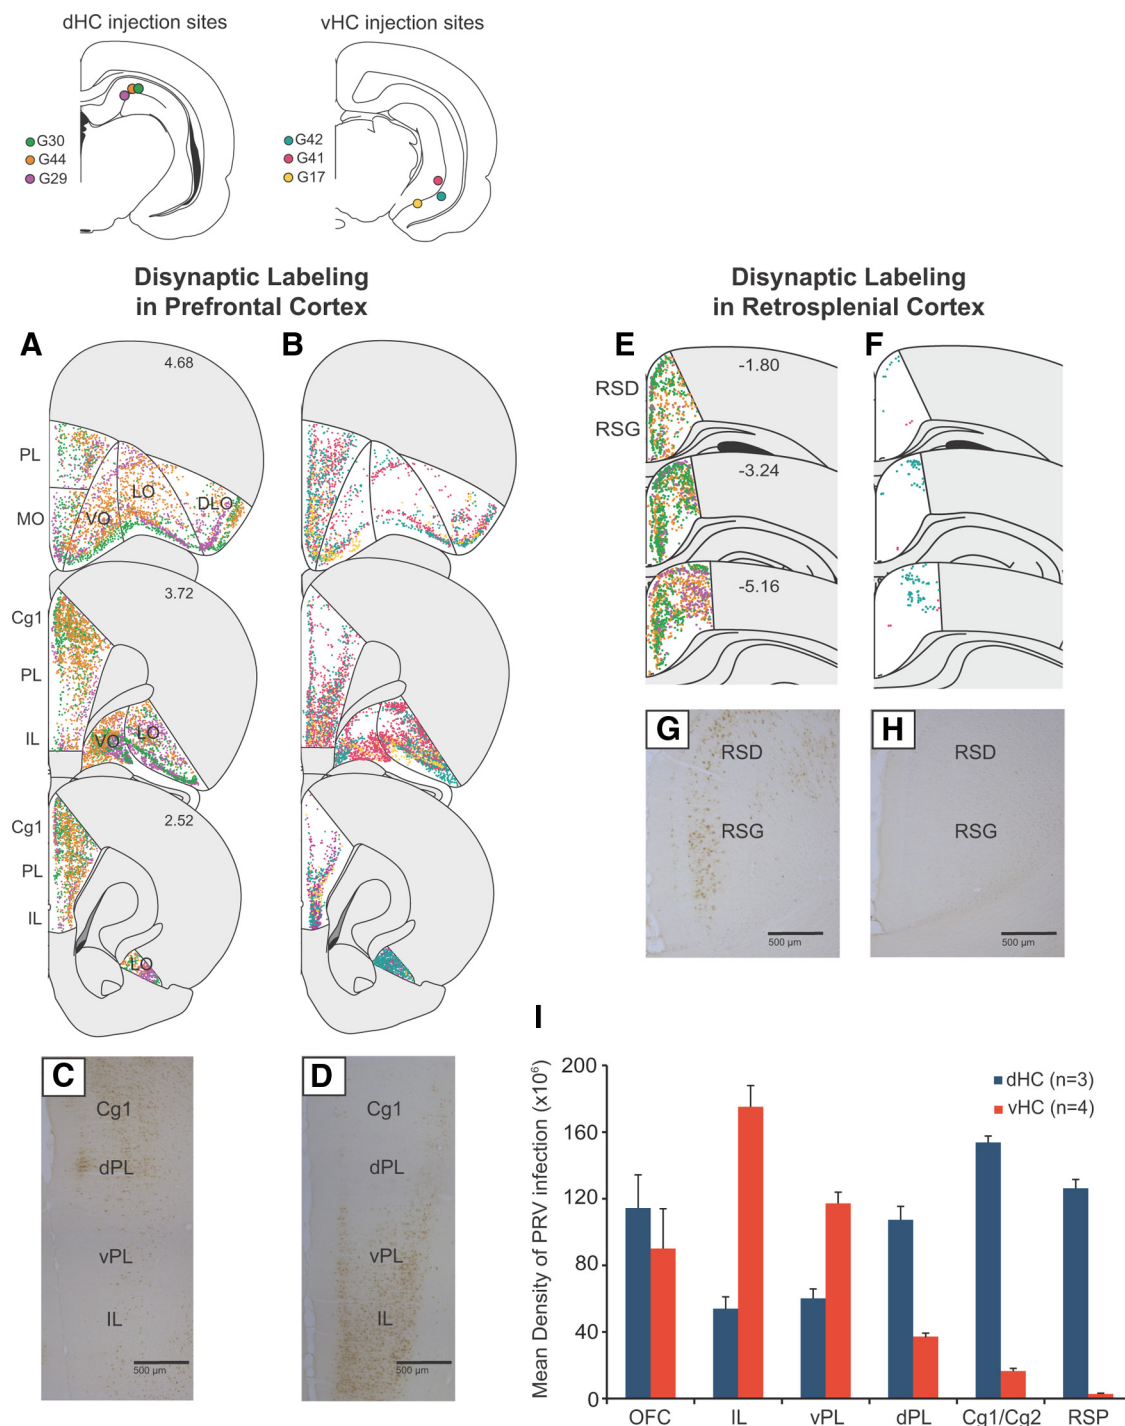 dHC injection sites
vHC injection sites
G30
G44
G29
G42
G41
G17
Disynaptic Labeling
in Prefrontal Cortex
Disynaptic Labeling
in Retrosplenial Cortex
A
4.68
PL
MO
VO
LO
DLO
3.72
Cg1
PL
IL
VO
LO
2.52
Cg1
PL
IL
LO
B
E
-1.80
RSD
RSG
-3.24
-5.16
F
G
RSD
RSG
500 µm
H
RSD
RSG
500 µm
C
Cg1
dPL
vPL
IL
500 µm
D
Cg1
dPL
vPL
IL
500 µm
I
Mean Density of PRV infection (x10⁶)
200
160
120
80
40
0
dHC (n=3)
vHC (n=4)
OFC IL vPL dPL Cg1/Cg2 RSP